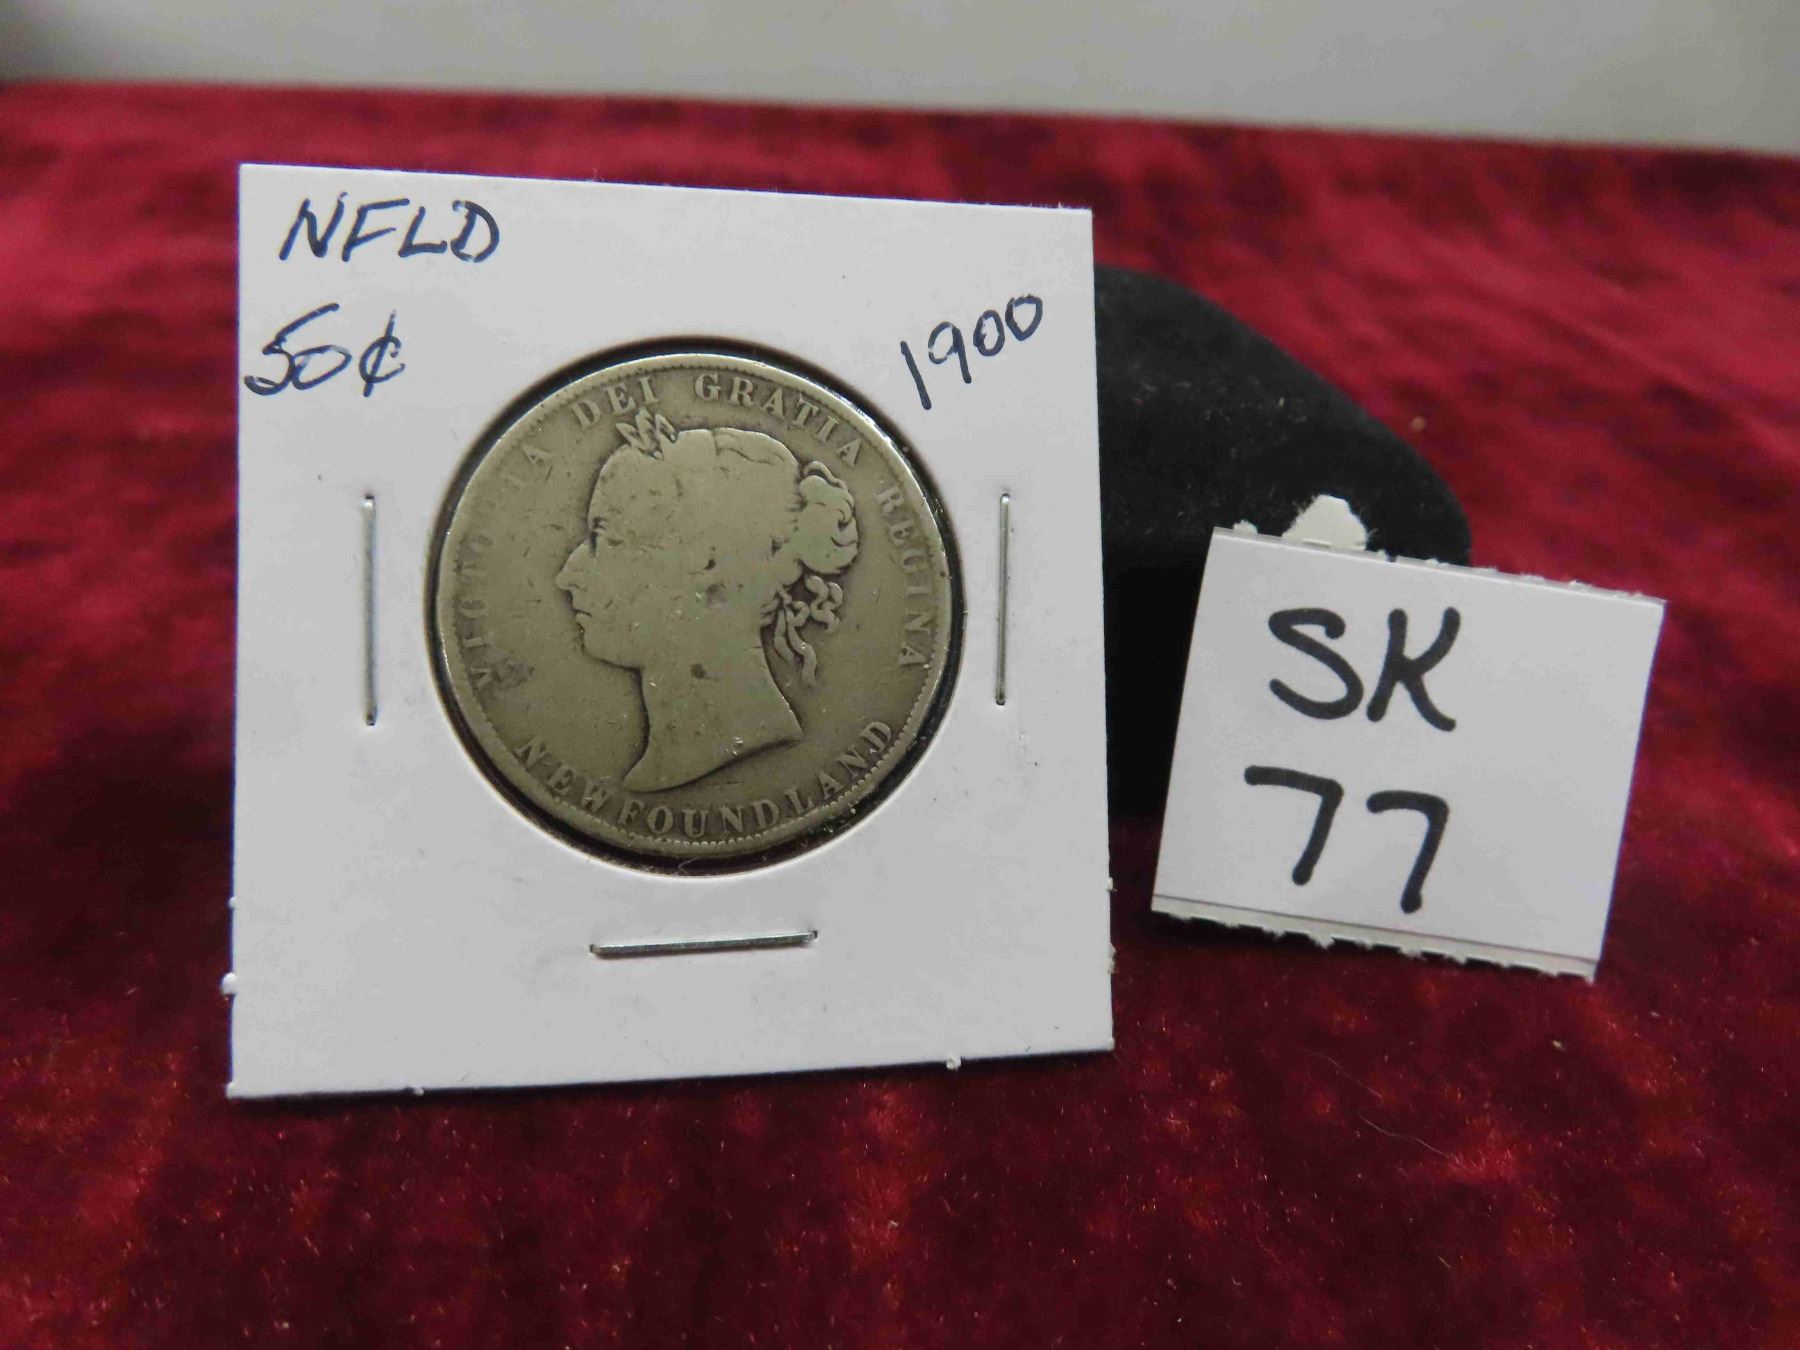 NFLD
50¢
1900
VICTORIA DEI GRATIA REGINA
NEWFOUNDLAND
SK
77